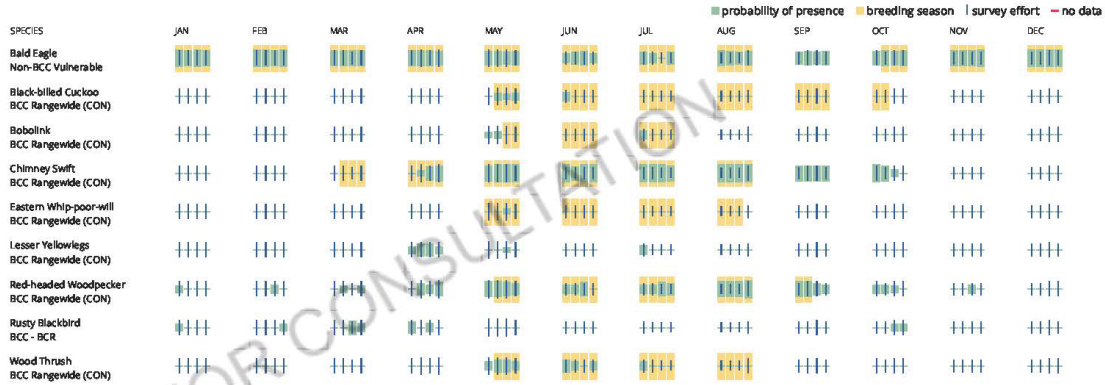 probability of presence breeding season survey effort no data
SPECIES JAN FEB MAR APR MAY JUN JUL AUG SEP OCT NOV DEC
Bald Eagle
Non-BCC Vulnerable
Black-billed Cuckoo
BCC Rangewide (CON)
Bobolink
BCC Rangewide (CON)
Chimney Swift
BCC Rangewide (CON)
Eastern Whip-poor-will
BCC Rangewide (CON)
Lesser Yellowlegs
BCC Rangewide (CON)
Red-headed Woodpecker
BCC Rangewide (CON)
Rusty Blackbird
BCC - BCR
Wood Thrush
BCC Rangewide (CON)
OR CONSULTATION